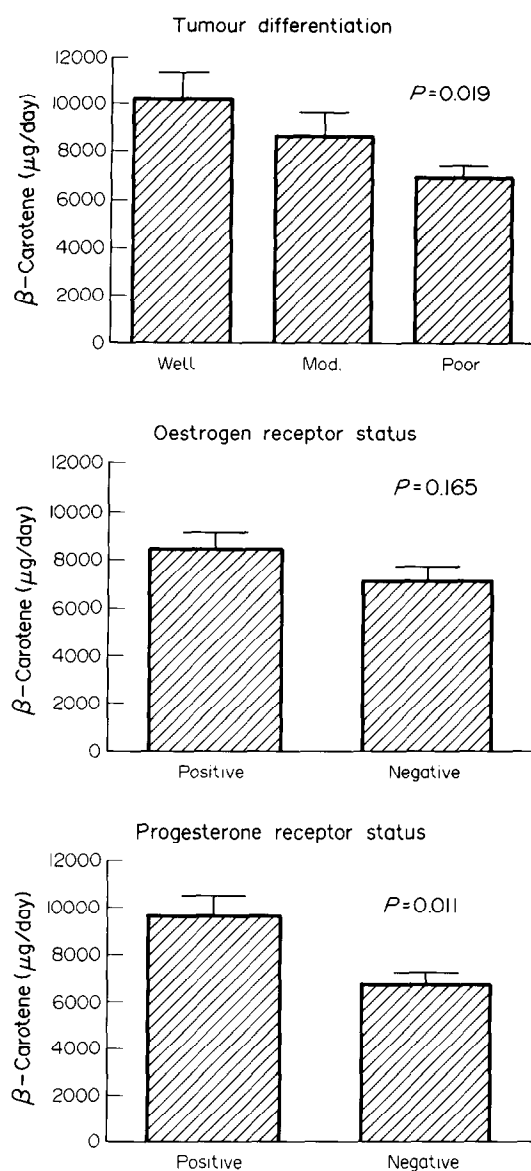 Tumour differentiation
P=0.019
β-Carotene (μg/day)
12000
10000
8000
6000
4000
2000
0
Well Mod. Poor
Oestrogen receptor status
P=0.165
β-Carotene (μg/day)
12000
10000
8000
6000
4000
2000
0
Positive Negative
Progesterone receptor status
P=0.011
β-Carotene (μg/day)
12000
10000
8000
6000
4000
2000
0
Positive Negative